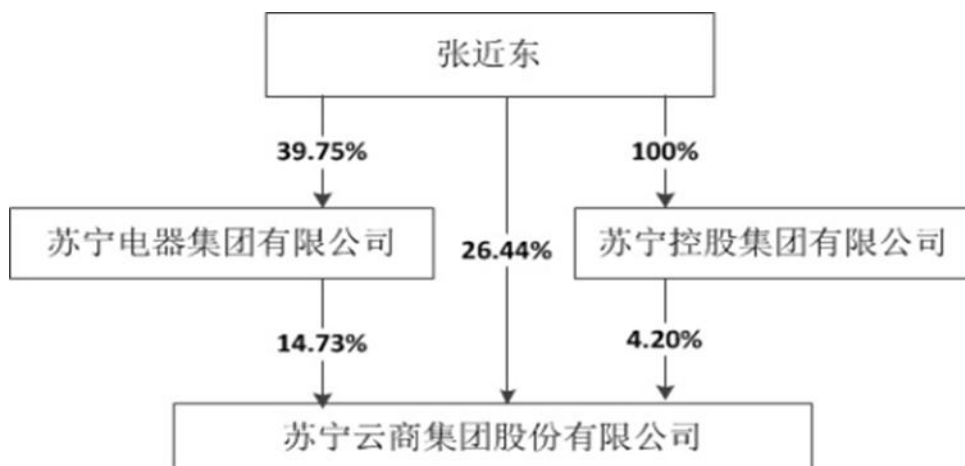 张近东
39.75%
100%
苏宁电器集团有限公司
26.44%
苏宁控股集团有限公司
14.73%
4.20%
苏宁云商集团股份有限公司